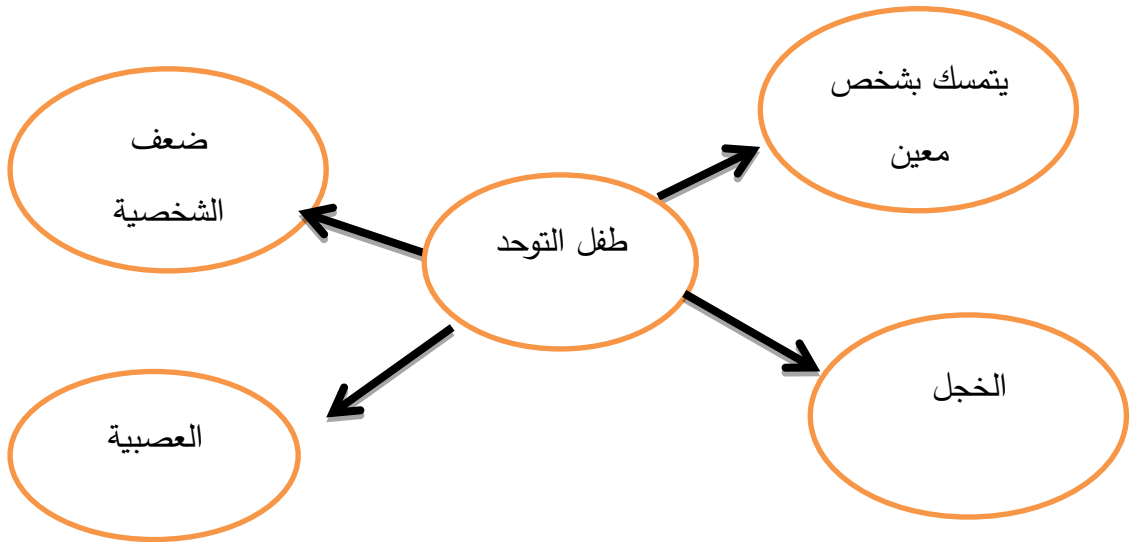 يتمسك بشخص
معين
ضعف
الشخصية
طفل التوحد
الخجل
العصبية